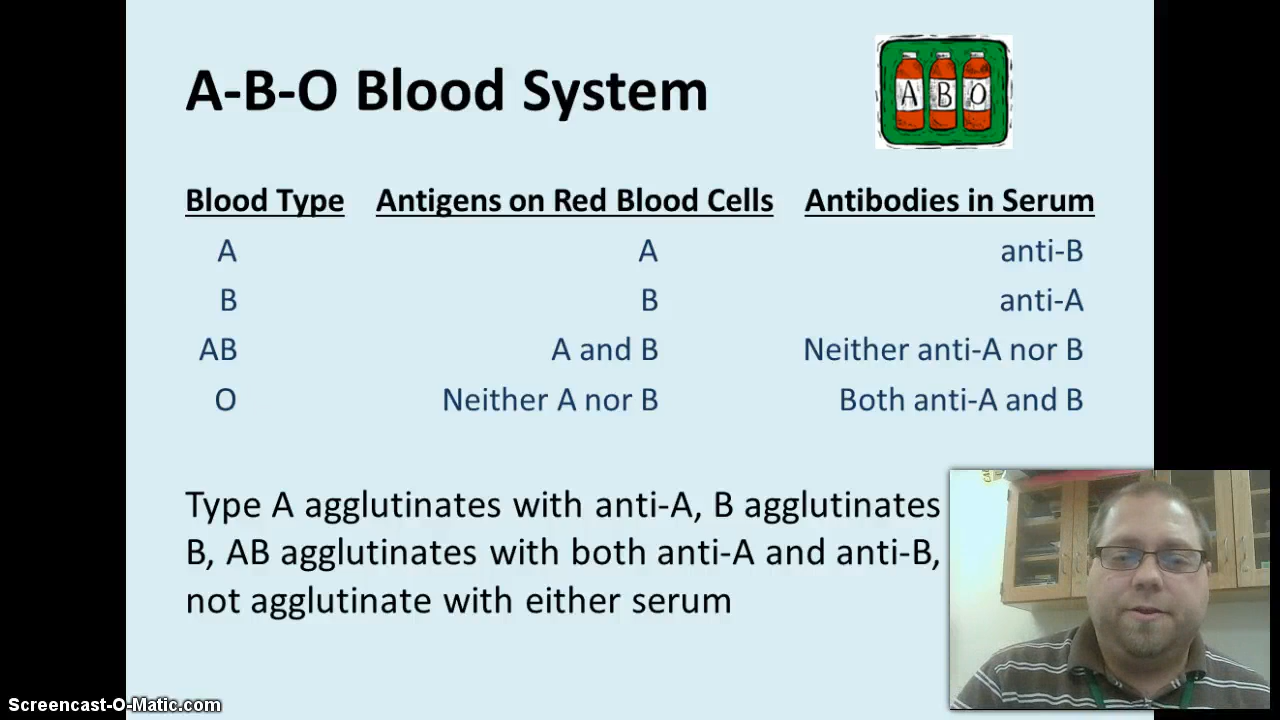 A-B-O Blood System
A B O
Blood Type Antigens on Red Blood Cells Antibodies in Serum
A A anti-B
B B anti-A
AB A and B Neither anti-A nor B
O Neither A nor B Both anti-A and B
Type A agglutinates with anti-A, B agglutinates
B, AB agglutinates with both anti-A and anti-B,
not agglutinate with either serum
Screencast-O-Matic.com